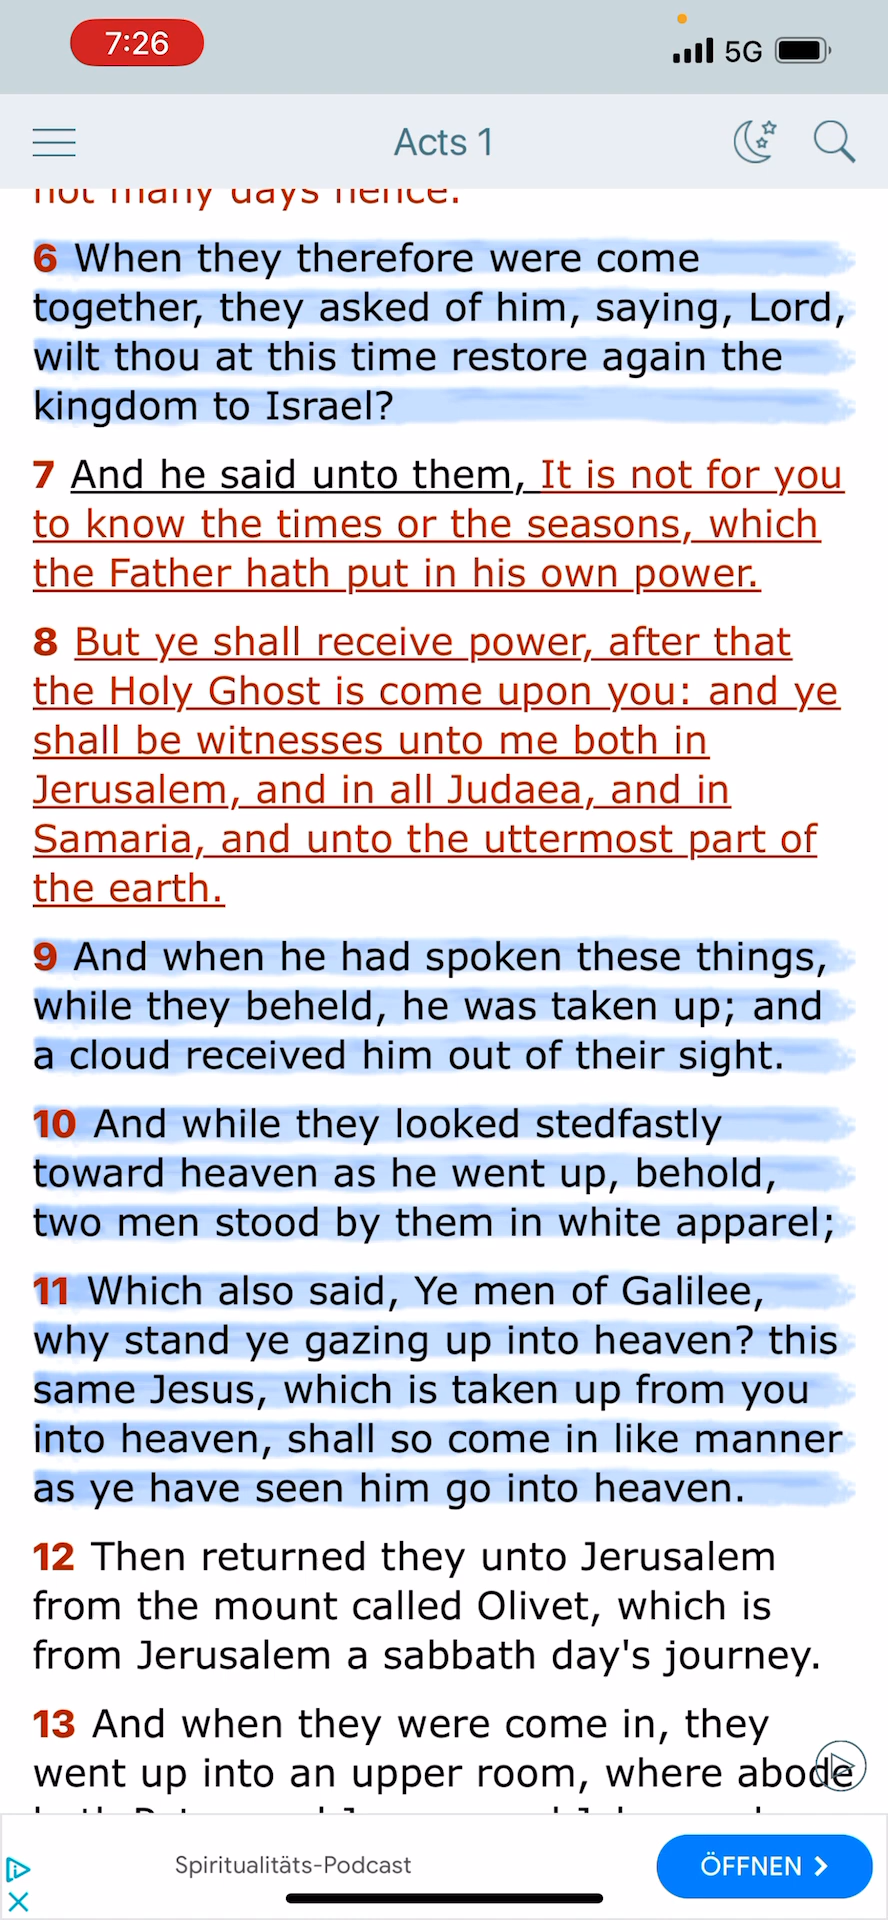 7:26
5G
Acts 1
not many days hence.
6 When they therefore were come
together, they asked of him, saying, Lord,
wilt thou at this time restore again the
kingdom to Israel?
7 And he said unto them, It is not for you
to know the times or the seasons, which
the Father hath put in his own power.
8 But ye shall receive power, after that
the Holy Ghost is come upon you: and ye
shall be witnesses unto me both in
Jerusalem, and in all Judaea, and in
Samaria, and unto the uttermost part of
the earth.
9 And when he had spoken these things,
while they beheld, he was taken up; and
a cloud received him out of their sight.
10 And while they looked stedfastly
toward heaven as he went up, behold,
two men stood by them in white apparel;
11 Which also said, Ye men of Galilee,
why stand ye gazing up into heaven? this
same Jesus, which is taken up from you
into heaven, shall so come in like manner
as ye have seen him go into heaven.
12 Then returned they unto Jerusalem
from the mount called Olivet, which is
from Jerusalem a sabbath day's journey.
13 And when they were come in, they
went up into an upper room, where abode
Spiritualitäts-Podcast
ÖFFNEN